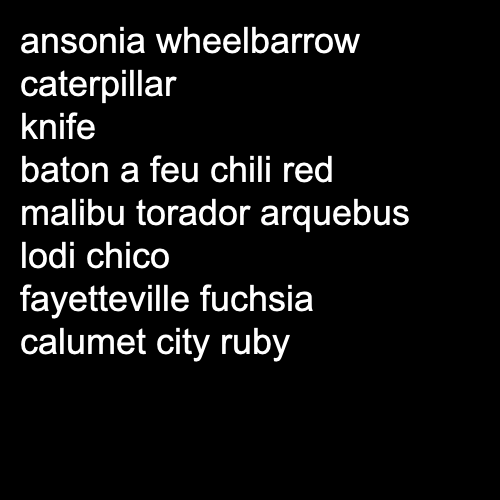 ansonia wheelbarrow
caterpillar
knife
baton a feu chili red
malibu torador arquebus
lodi chico
fayetteville fuchsia
calumet city ruby